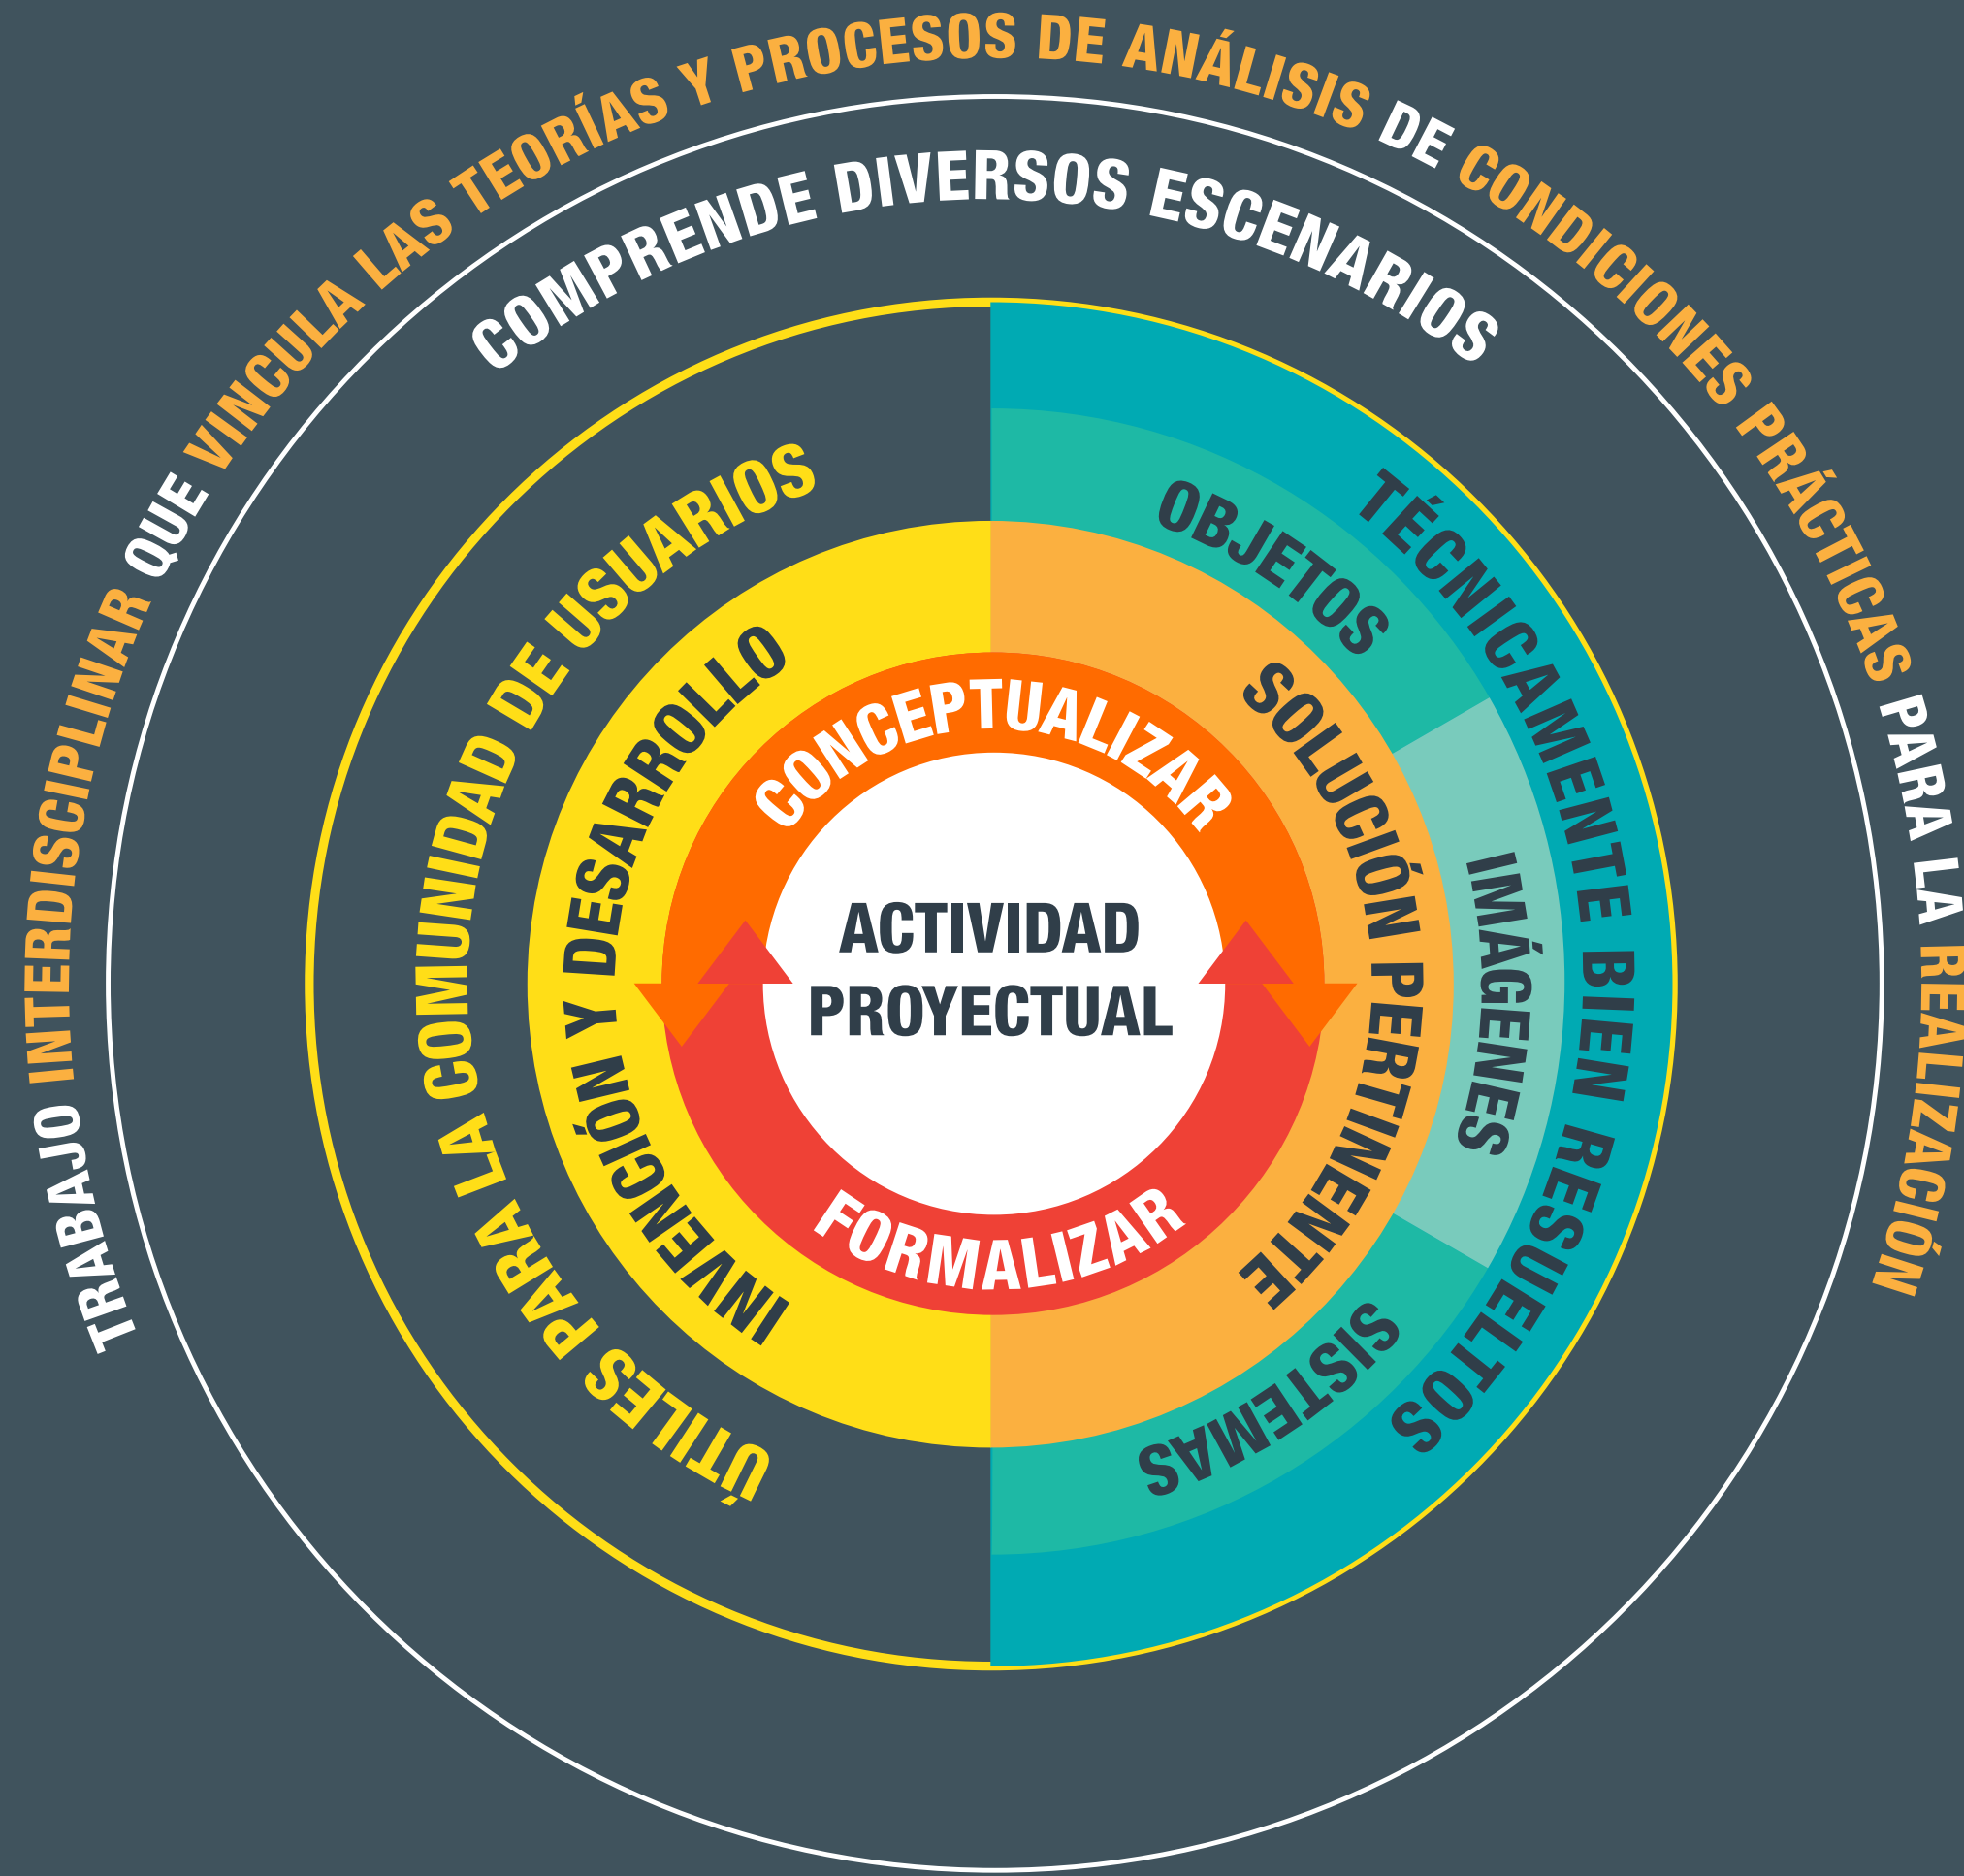 TRABAJO INTERDISCIPLINAR QUE VINCULA LAS TEORÍAS Y PROCESOS DE ANÁLISIS DE CONDICIONES PRÁCTICAS PARA LA REALIZACIÓN
COMPRENDE DIVERSOS ESCENARIOS
ÚTILES PARA LA COMUNIDAD DE USUARIOS
TÉCNICAMENTE BIEN RESUELTOS
OBJETOS
IMÁGENES
SISTEMAS
INVENCIÓN Y DESARROLLO
SOLUCIÓN PERTINENTE
CONCEPTUALIZAR
ACTIVIDAD
PROYECTUAL
FORMALIZAR